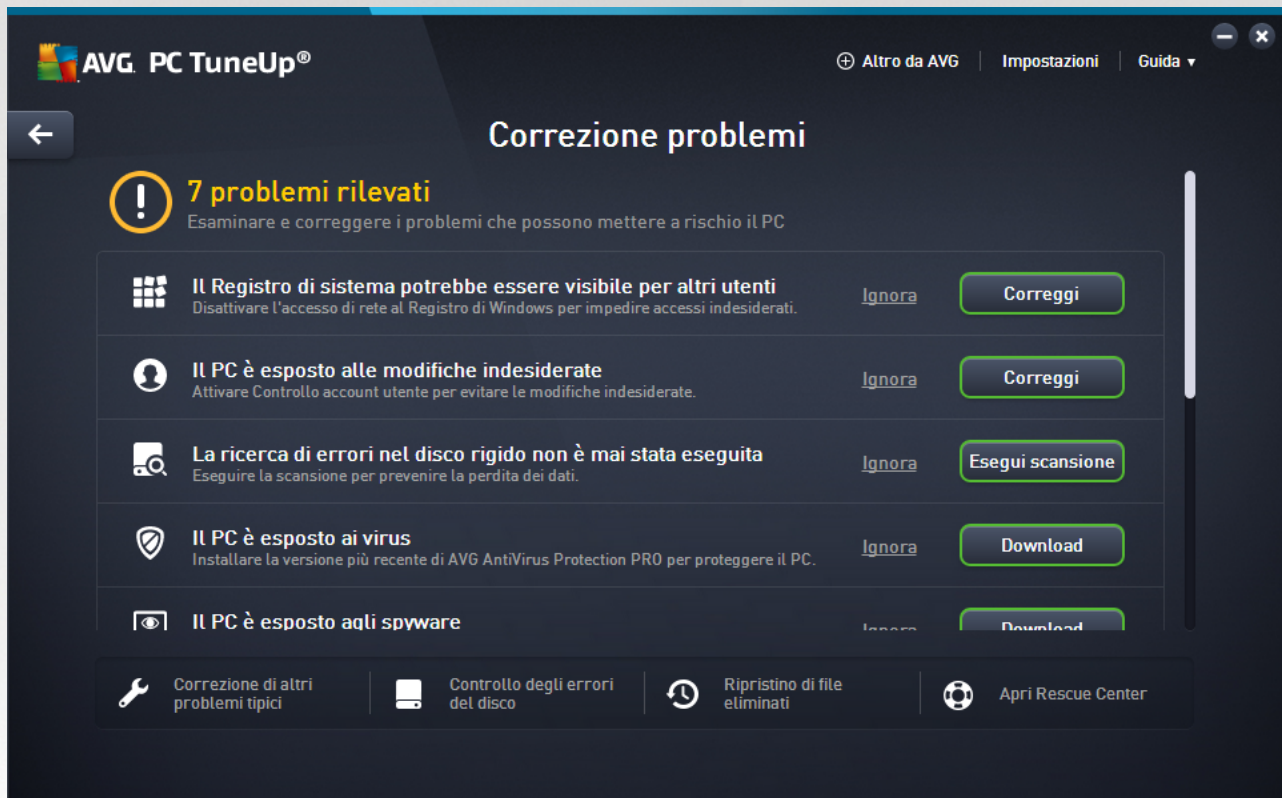 AVG. PC TuneUp®
Altro da AVG
Impostazioni
Guida
Correzione problemi
7 problemi rilevati
Esaminare e correggere i problemi che possono mettere a rischio il PC
Il Registro di sistema potrebbe essere visibile per altri utenti
Disattivare l'accesso di rete al Registro di Windows per impedire accessi indesiderati.
Ignora
Correggi
Il PC è esposto alle modifiche indesiderate
Attivare Controllo account utente per evitare le modifiche indesiderate.
Ignora
Correggi
La ricerca di errori nel disco rigido non è mai stata eseguita
Eseguire la scansione per prevenire la perdita dei dati.
Ignora
Esegui scansione
Il PC è esposto ai virus
Installare la versione più recente di AVG AntiVirus Protection PRO per proteggere il PC.
Ignora
Download
Il PC è esposto agli spyware
Ignora
Download
Correzione di altri
problemi tipici
Controllo degli errori
del disco
Ripristino di file
eliminati
Apri Rescue Center